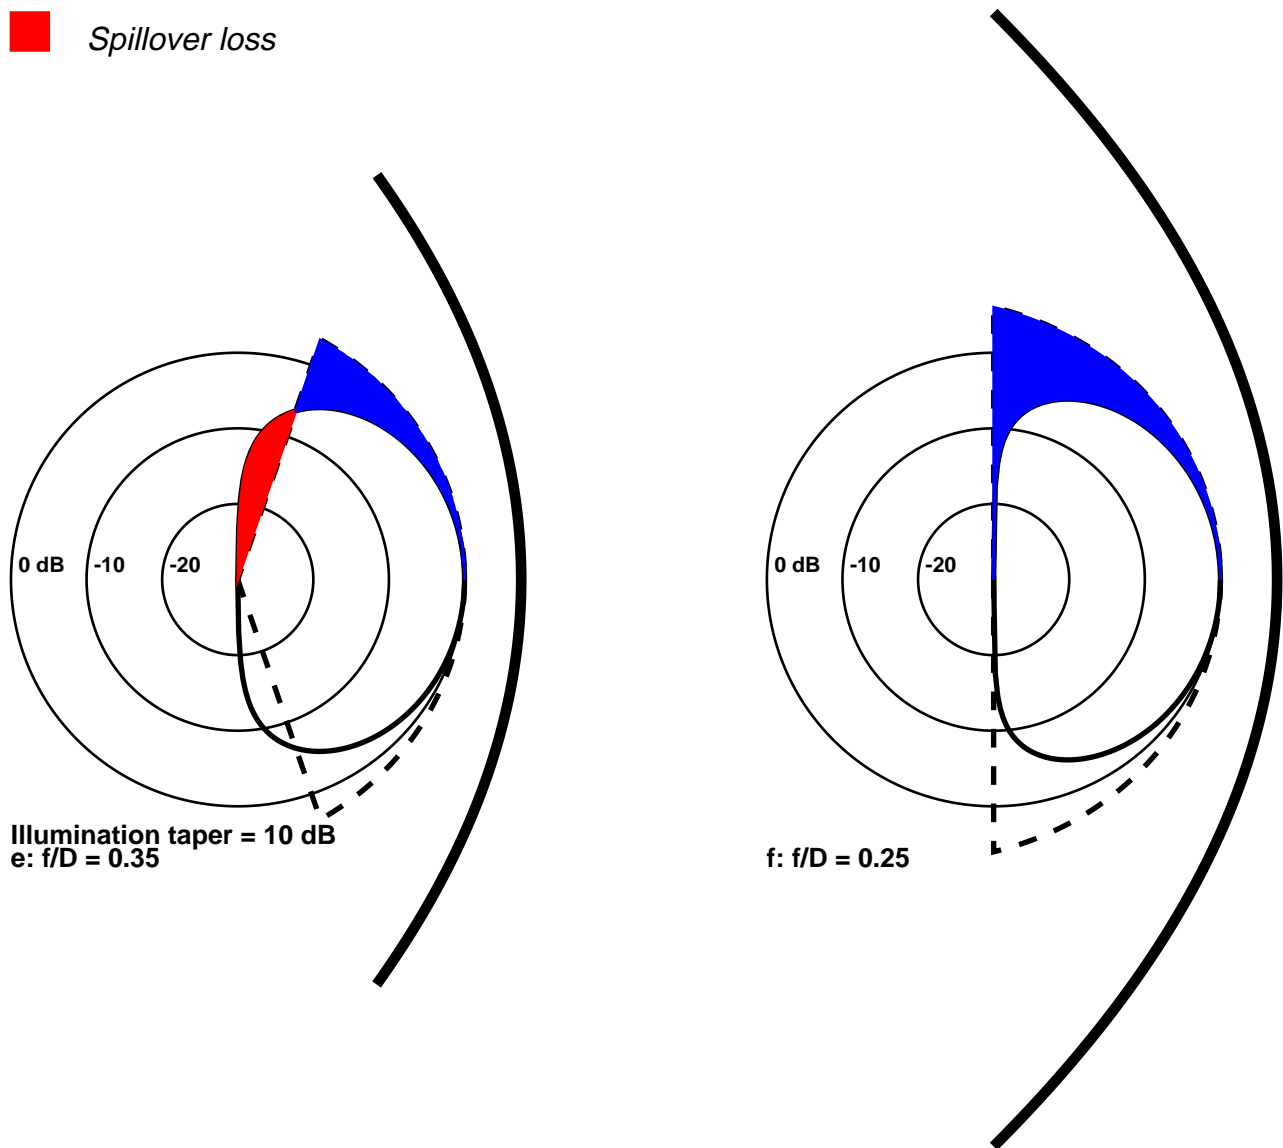 Spillover loss
0 dB -10 -20
0 dB -10 -20
Illumination taper = 10 dB
e: f/D = 0.35
f: f/D = 0.25